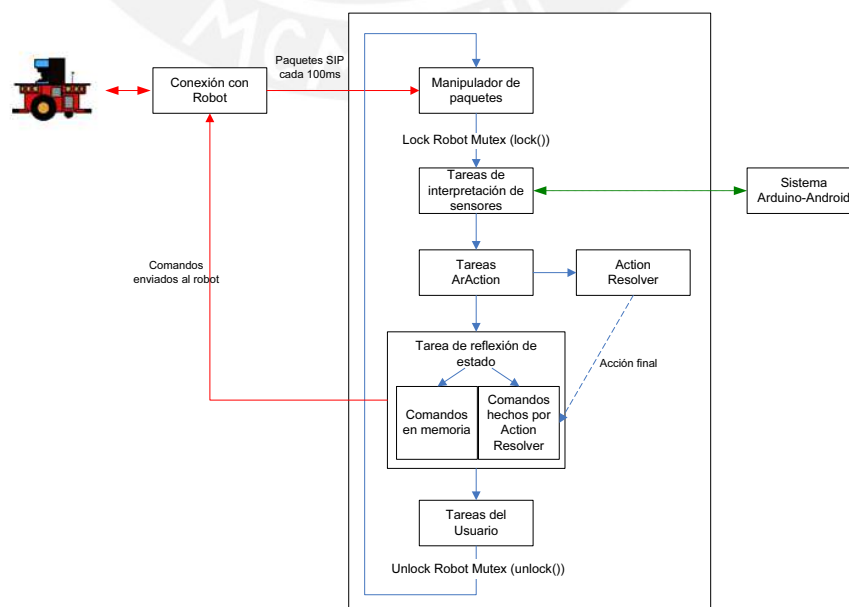 Paquetes SIP
cada 100ms
Conexión con
Robot
Manipulador de
paquetes
Lock Robot Mutex (lock())
Tareas de
interpretación de
sensores
Sistema
Arduino-Android
Tareas
ArAction
Action
Resolver
Comandos
enviados al robot
Tarea de reflexión de
estado
Acción final
Comandos
en memoria
Comandos
hechos por
Action
Resolver
Tareas del
Usuario
Unlock Robot Mutex (unlock())